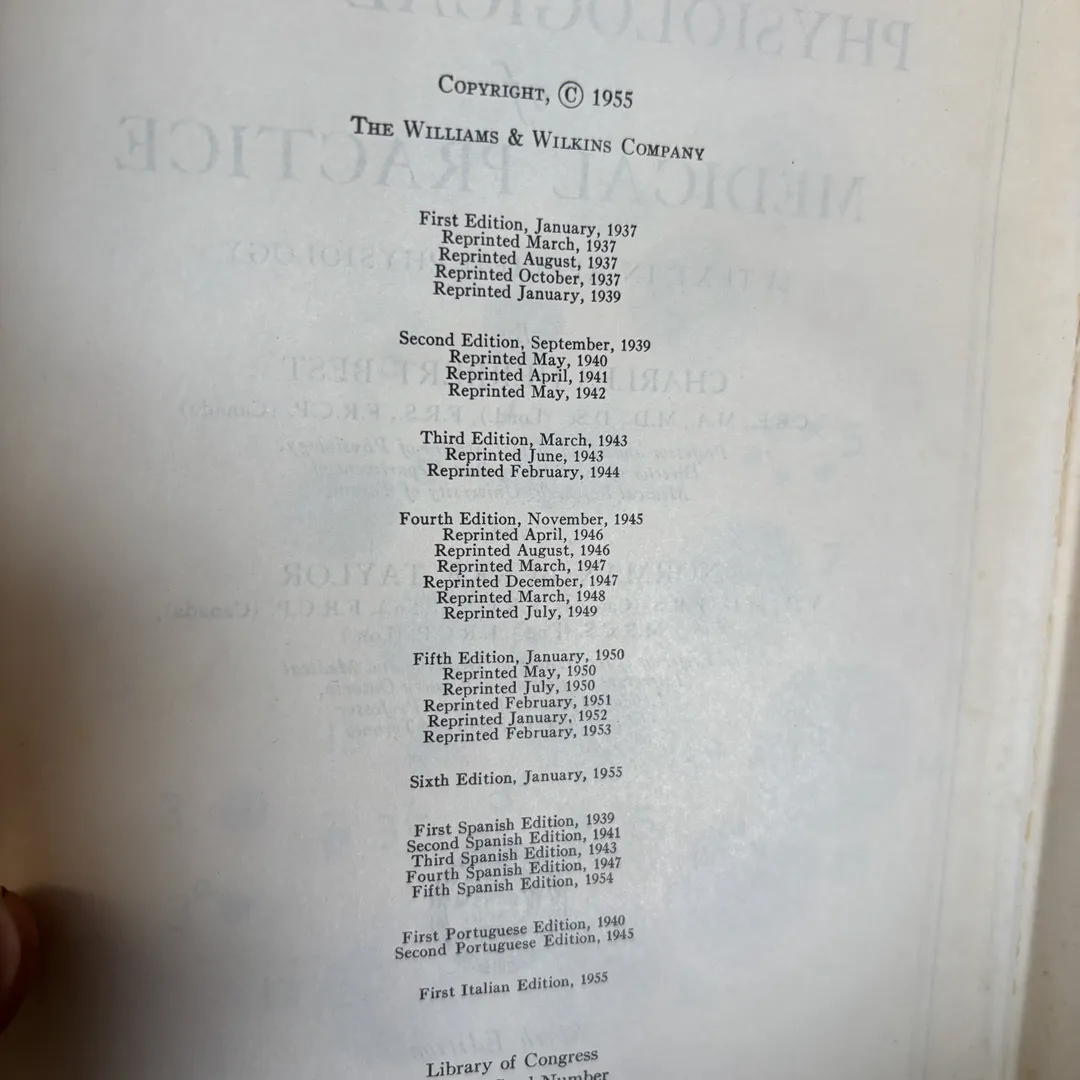 COPYRIGHT, © 1955
THE WILLIAMS & WILKINS COMPANY
First Edition, January, 1937
Reprinted March, 1937
Reprinted August, 1937
Reprinted October, 1937
Reprinted January, 1939
Second Edition, September, 1939
Reprinted May, 1940
Reprinted April, 1941
Reprinted May, 1942
Third Edition, March, 1943
Reprinted June, 1943
Reprinted February, 1944
Fourth Edition, November, 1945
Reprinted April, 1946
Reprinted August, 1946
Reprinted March, 1947
Reprinted December, 1947
Reprinted March, 1948
Reprinted July, 1949
Fifth Edition, January, 1950
Reprinted May, 1950
Reprinted July, 1950
Reprinted February, 1951
Reprinted January, 1952
Reprinted February, 1953
Sixth Edition, January, 1955
First Spanish Edition, 1939
Second Spanish Edition, 1941
Third Spanish Edition, 1943
Fourth Spanish Edition, 1947
Fifth Spanish Edition, 1954
First Portuguese Edition, 1940
Second Portuguese Edition, 1945
First Italian Edition, 1955
Library of Congress
Number